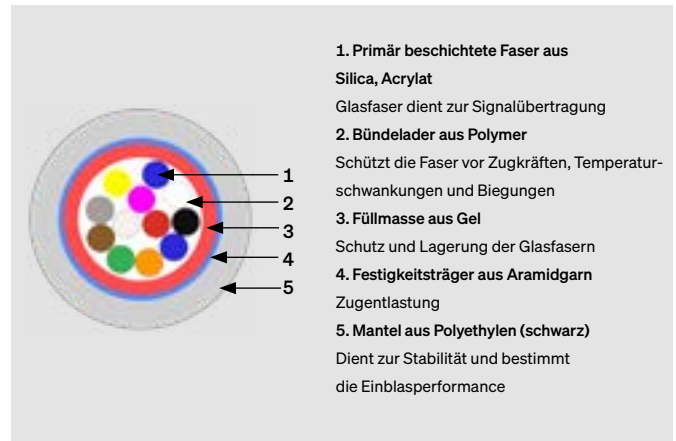 1
2
3
4
5
1. Primär beschichtete Faser aus
Silica, Acrylat
Glasfaser dient zur Signalübertragung
2. Bündelader aus Polymer
Schützt die Faser vor Zugkräften, Temperatur-
schwankungen und Biegungen
3. Füllmasse aus Gel
Schutz und Lagerung der Glasfasern
4. Festigkeitsträger aus Aramidgarn
Zugentlastung
5. Mantel aus Polyethylen (schwarz)
Dient zur Stabilität und bestimmt
die Einblasperformance